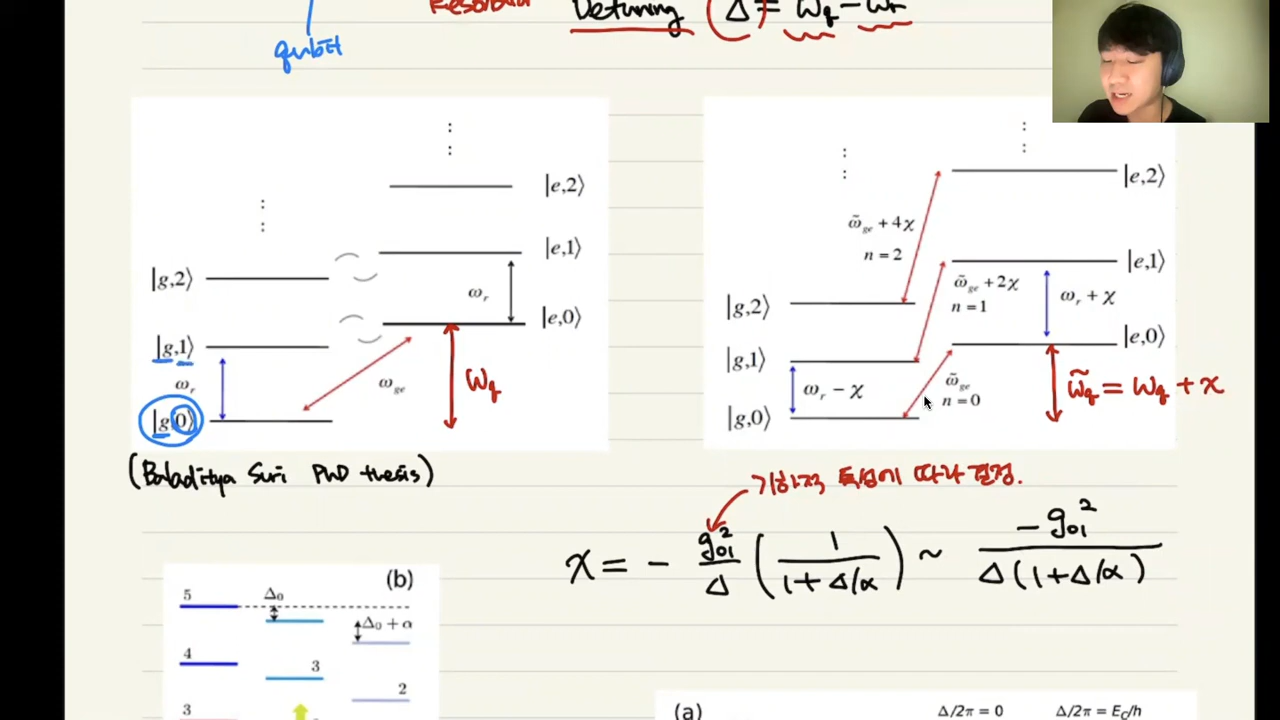 Detuning (Δ = ωq − ωr
qubit
⋮
|e,2⟩
⋮
|e,1⟩
|g,2⟩
ωr
|e,0⟩
|g,1⟩
ωr
ωge
ωq
|g,0⟩
(Baladitya Suri PhD thesis)
⋮
⋮
|e,2⟩
ω̃ge + 4χ
n = 2
|e,1⟩
ω̃ge + 2χ
n = 1
ωr + χ
|g,2⟩
|e,0⟩
|g,1⟩
ωr − χ
ω̃ge
n = 0
ω̃q = ωq + χ
|g,0⟩
기하적 특성에 따라 결정.
χ = − g01²/Δ (1/(1+Δ/α)) ~ −g01²/(Δ(1+Δ/α))
(b)
5
Δ0
Δ0 + α
4
3
2
3
(a)
Δ/2π = 0
Δ/2π = EC/h